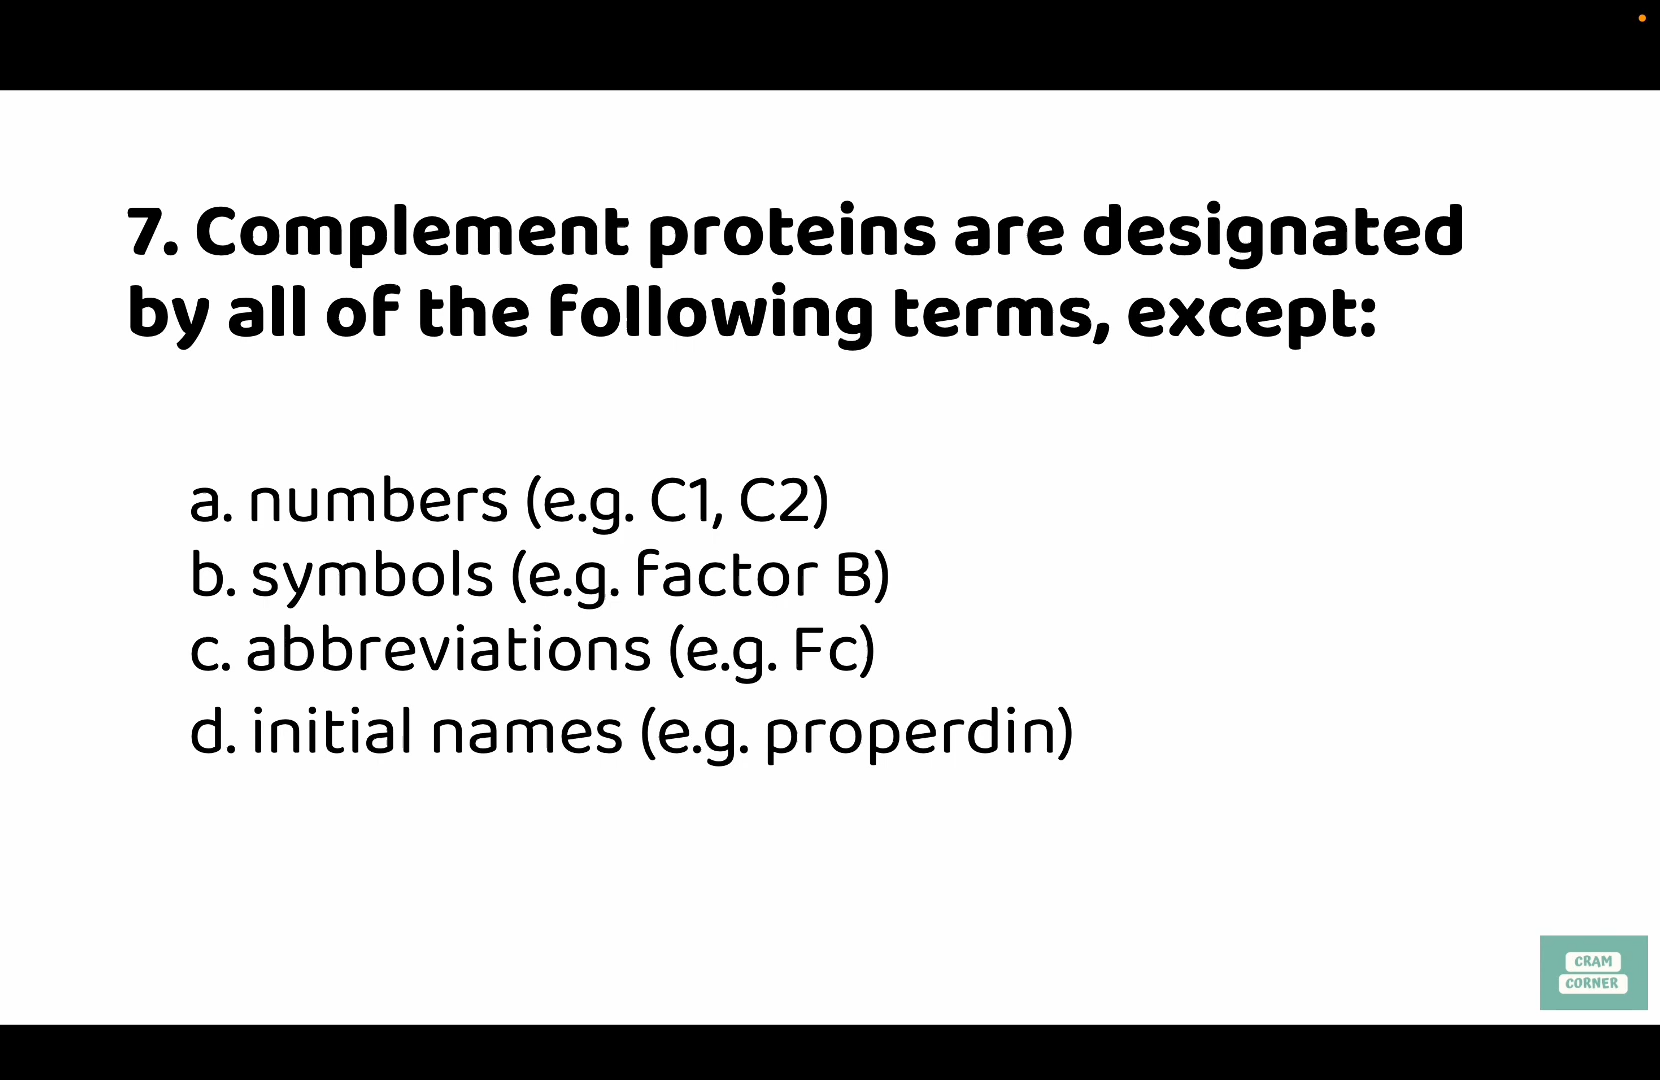 7. Complement proteins are designated
by all of the following terms, except:
a. numbers (e.g. C1, C2)
b. symbols (e.g. factor B)
c. abbreviations (e.g. Fc)
d. initial names (e.g. properdin)
CRAM
CORNER